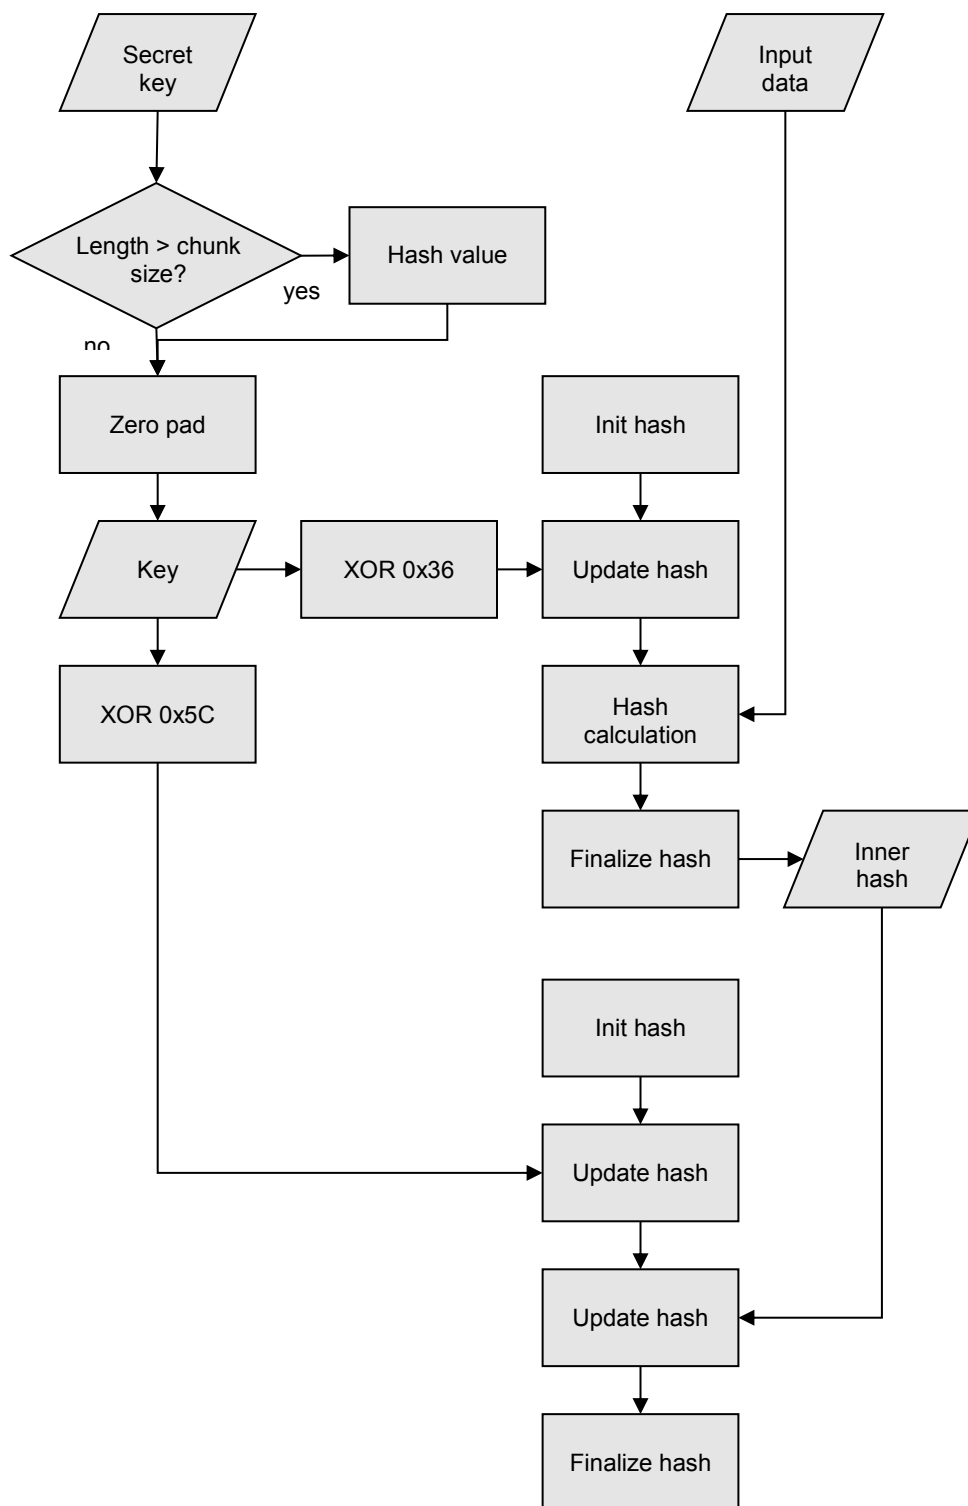 Secret
key
Input
data
Length > chunk
size?
Hash value
yes
no
Zero pad
Init hash
Key
XOR 0x36
Update hash
XOR 0x5C
Hash
calculation
Finalize hash
Inner
hash
Init hash
Update hash
Update hash
Finalize hash